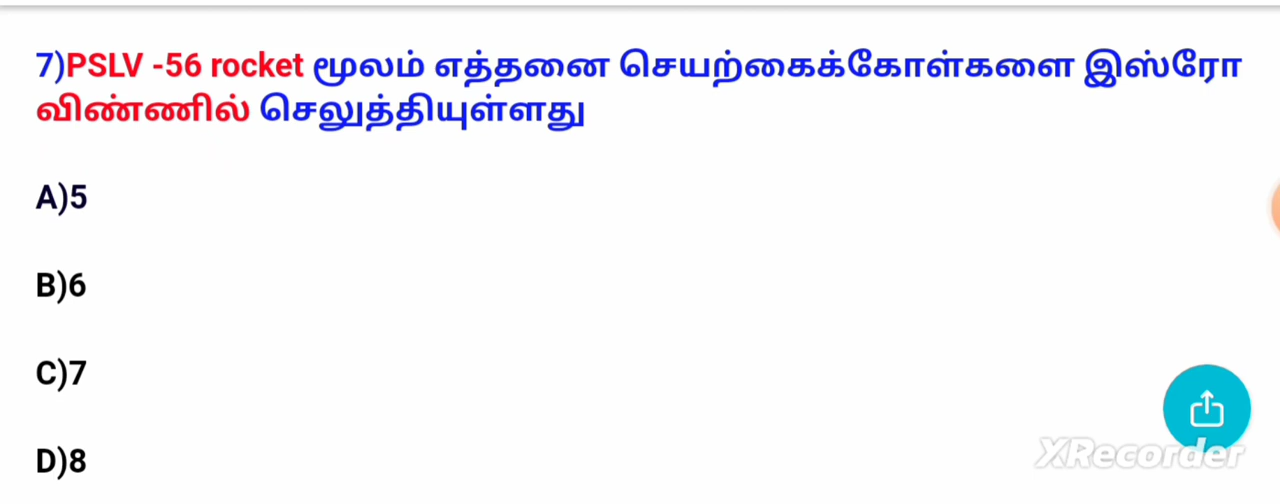 7)PSLV -56 rocket மூலம் எத்தனை செயற்கைக்கோள்களை இஸ்ரோ
விண்ணில் செலுத்தியுள்ளது
A)5
B)6
C)7
D)8
XRecorder